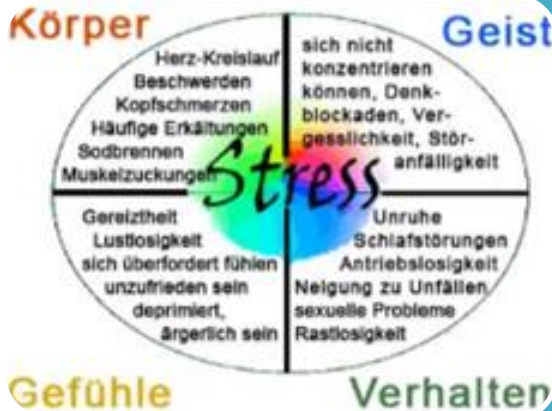 Körper
Herz-Kreislauf
Beschwerden
Kopfschmerzen
Häufige Erkältungen
Sodbrennen
Muskelzuckungen
Geist
sich nicht
konzentrieren
können, Denk-
blockaden, Ver-
gesslichkeit, Stör-
anfälligkeit
Stress
Gereiztheit
Lustlosigkeit
sich überfordert fühlen
unzufrieden sein
deprimiert,
ärgerlich sein
Gefühle
Unruhe
Schlafstörungen
Antriebslosigkeit
Neigung zu Unfällen
sexuelle Probleme
Rastlosigkeit
Verhalten